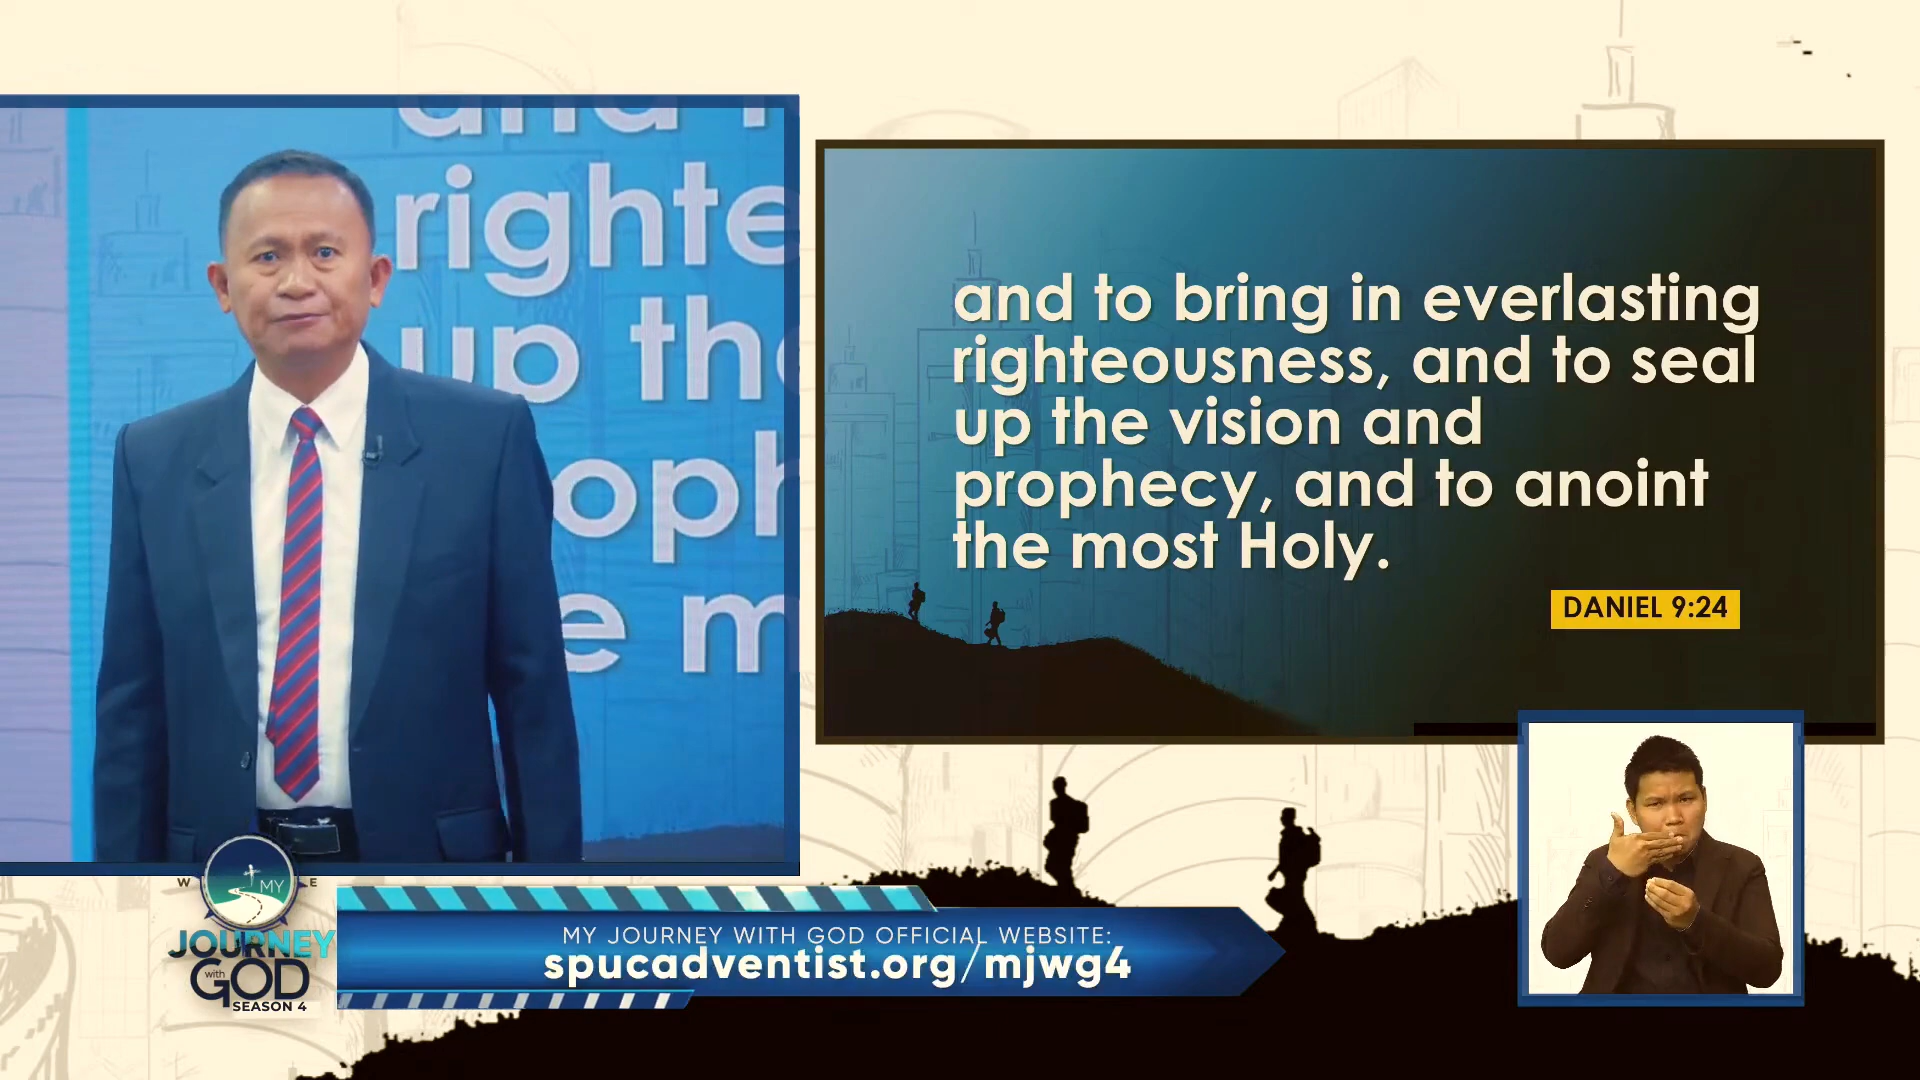 and
righte
up the
oph
e m
and to bring in everlasting
righteousness, and to seal
up the vision and
prophecy, and to anoint
the most Holy.
DANIEL 9:24
W
E
MY
JOURNEY
with
GOD
SEASON 4
MY JOURNEY WITH GOD OFFICIAL WEBSITE:
spucadventist.org/mjwg4